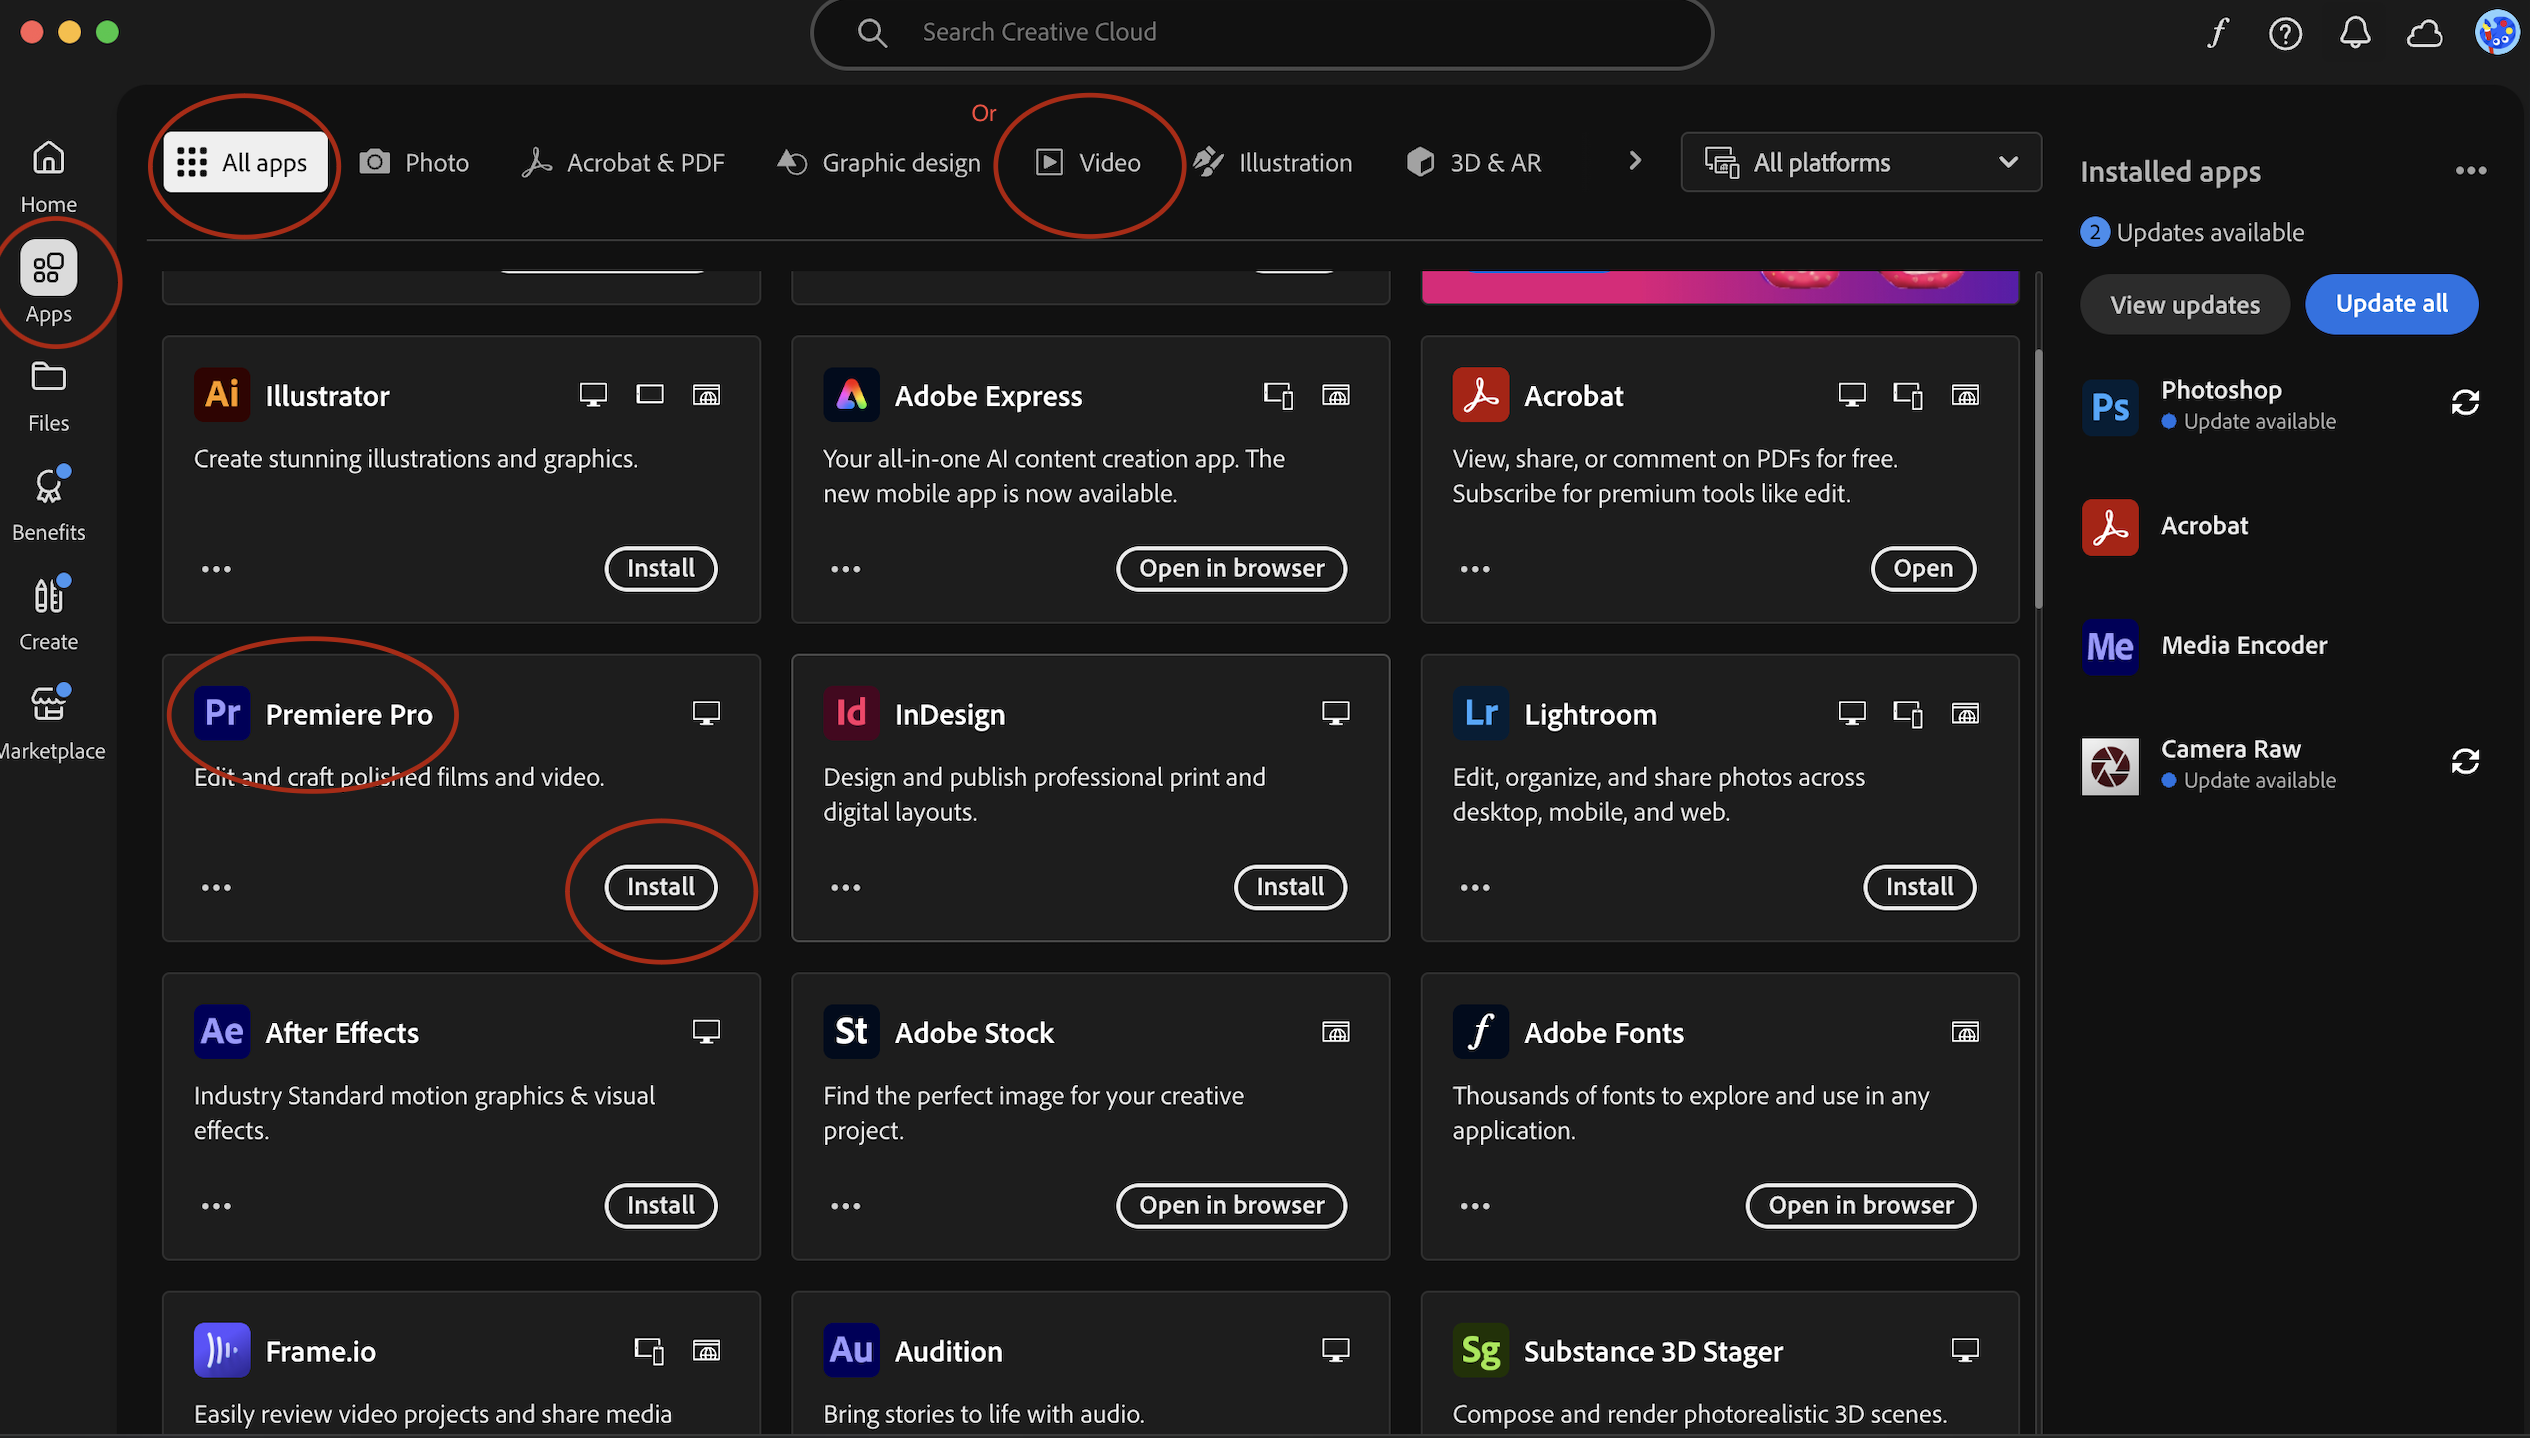 Search Creative Cloud
f
Or
All apps
Photo
Acrobat & PDF
Graphic design
Video
Illustration
3D & AR
All platforms
Home
Apps
Files
Benefits
Create
Marketplace
Ai Illustrator
Create stunning illustrations and graphics.
Install
Adobe Express
Your all-in-one AI content creation app. The
new mobile app is now available.
Open in browser
Acrobat
View, share, or comment on PDFs for free.
Subscribe for premium tools like edit.
Open
Pr Premiere Pro
Edit and craft polished films and video.
Install
Id InDesign
Design and publish professional print and
digital layouts.
Install
Lr Lightroom
Edit, organize, and share photos across
desktop, mobile, and web.
Install
Ae After Effects
Industry Standard motion graphics & visual
effects.
Install
St Adobe Stock
Find the perfect image for your creative
project.
Open in browser
f Adobe Fonts
Thousands of fonts to explore and use in any
application.
Open in browser
Frame.io
Easily review video projects and share media
Au Audition
Bring stories to life with audio.
Sg Substance 3D Stager
Compose and render photorealistic 3D scenes.
Installed apps
2 Updates available
View updates
Update all
Ps Photoshop
Update available
Acrobat
Me Media Encoder
Camera Raw
Update available